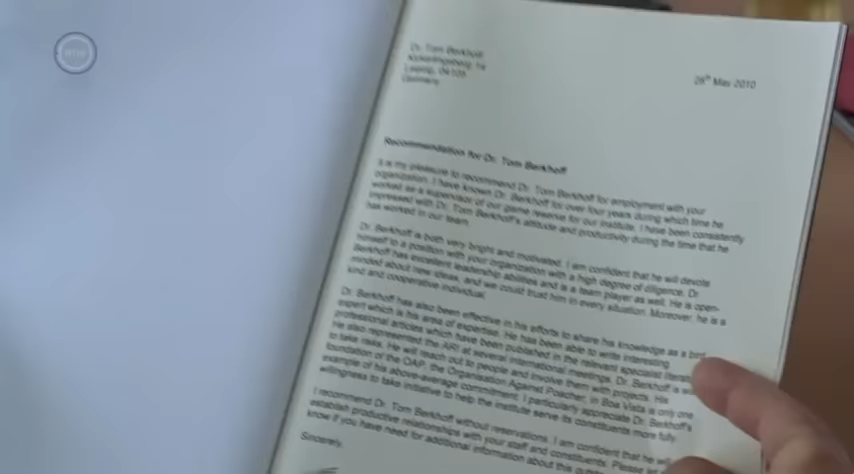 Dr. Tom Berkhoff
Leipzig, 04105
Germany
28th May 2010
Recommendation for Dr. Tom Berkhoff
It is my pleasure to recommend Dr. Tom Berkhoff for employment with your
organization. I have known Dr. Berkhoff for over four years during which time he
worked as a supervisor of our game reserve for our institute. I have been consistently
impressed with Dr. Tom Berkhoff's attitude and productivity during the time that he
has worked in our team.
Dr. Berkhoff is both very bright and motivated. I am confident that he will devote
himself to a position with your organization with a high degree of diligence. Dr
Berkhoff has excellent leadership abilities and is a team player as well. He is open-
minded about new ideas, and we could trust him in every situation. Moreover, he is a
kind and cooperative individual.
Dr. Berkhoff has also been effective in his efforts to share his knowledge as a bird
expert which is his area of expertise. He has been able to write interesting
professional articles which have been published in the relevant specialist
He also represented the ARI at several international meetings. Dr. Berkhoff is
to take risks. He will reach out to people and involve them with projects. His
foundation of the OAP, the Organisation Against Poacher, in Boa Vista is only one
example of his above-average commitment. I particularly appreciate Dr. Berkhoff's
willingness to take initiative to help the institute serve its constituents more fully.
I recommend Dr. Tom Berkhoff without reservations. I am confident that he will
establish productive relationships with your staff and constituents. Please
know if you have need for additional information about this
Sincerely,